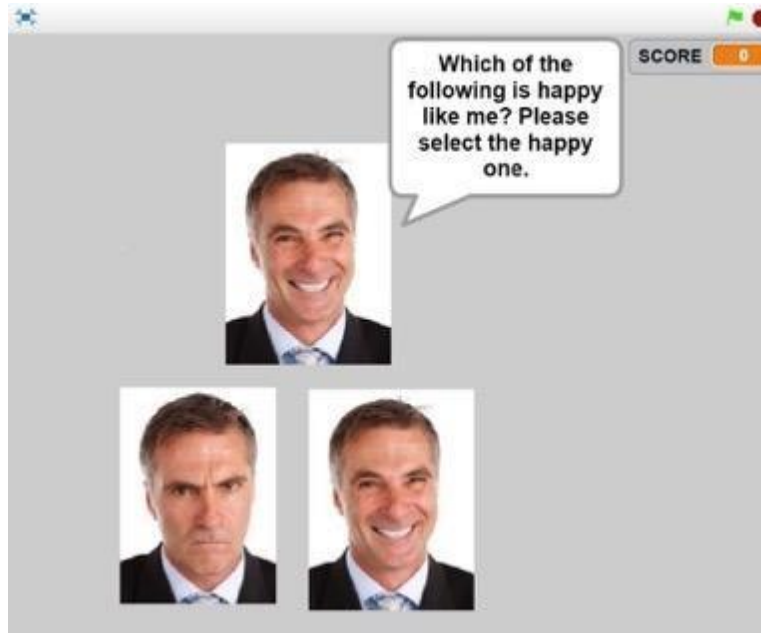 Which of the
following is happy
like me? Please
select the happy
one.
SCORE 0